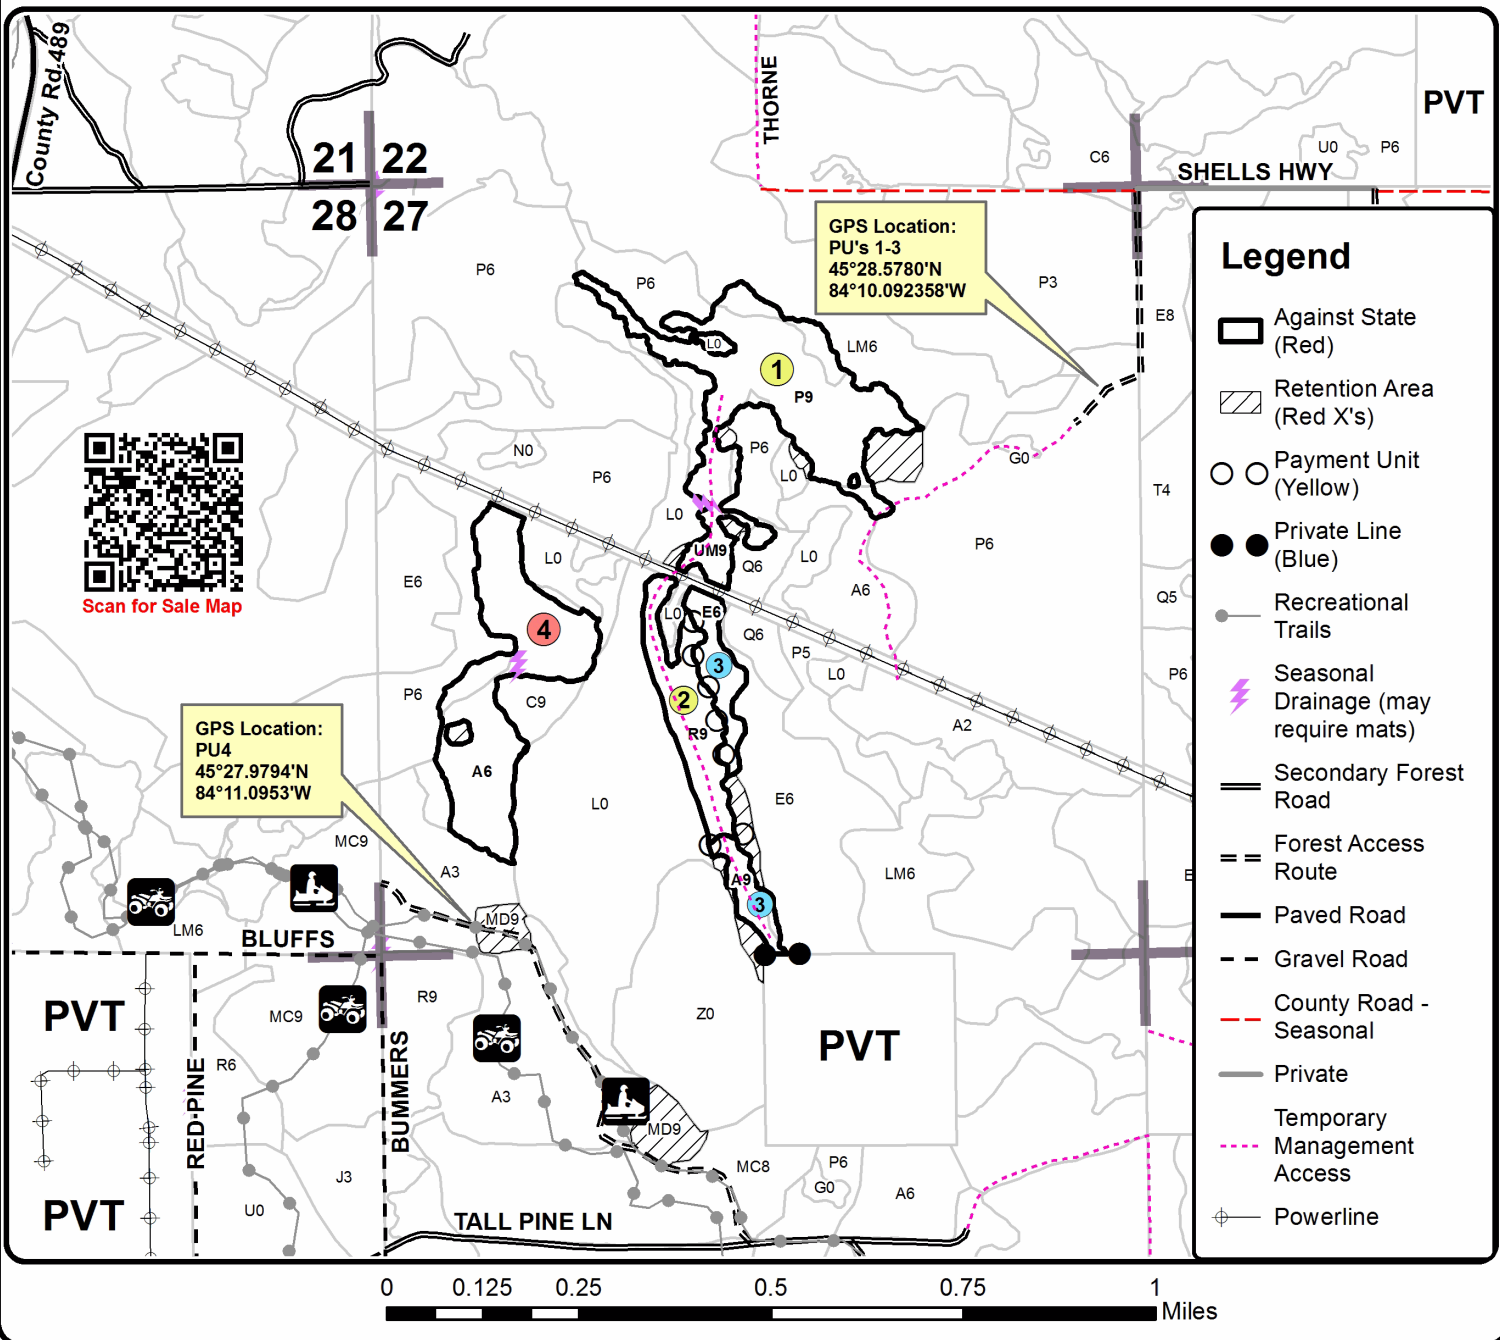 County Rd 489
THORNE
PVT
21 22
28 27
C6
U0
P6
SHELLS HWY
GPS Location:
PU's 1-3
45°28.5780'N
84°10.092358'W
P6
P6
P3
E8
L0
LM6
1
P9
N0
P6
P6
L0
G0
T4
L0
UM9
Q6
L0
P6
L0
E6
A6
Q5
Scan for Sale Map
4
L0
E6
Q6
P5
L0
3
P6
P6
C9
2
R9
A2
GPS Location:
PU4
45°27.9794'N
84°11.0953'W
A6
L0
E6
MC9
A3
A9
LM6
E
3
MD9
LM6
BLUFFS
PVT
MC9
R9
Z0
PVT
R6
RED PINE
BUMMERS
A3
MD9
MC8
P6
G0
A6
J3
U0
PVT
TALL PINE LN
Legend
Against State
(Red)
Retention Area
(Red X's)
Payment Unit
(Yellow)
Private Line
(Blue)
Recreational
Trails
Seasonal
Drainage (may
require mats)
Secondary Forest
Road
Forest Access
Route
Paved Road
Gravel Road
County Road -
Seasonal
Private
Temporary
Management
Access
Powerline
0 0.125 0.25 0.5 0.75 1
Miles